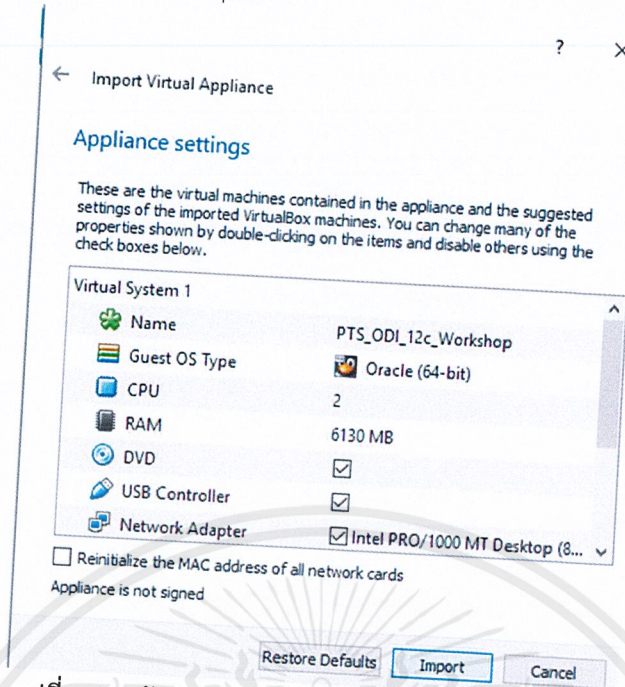 ?
×
← Import Virtual Appliance
Appliance settings
These are the virtual machines contained in the appliance and the suggested
settings of the imported VirtualBox machines. You can change many of the
properties shown by double-clicking on the items and disable others using the
check boxes below.
Virtual System 1
Name PTS_ODI_12c_Workshop
Guest OS Type Oracle (64-bit)
CPU 2
RAM 6130 MB
DVD
USB Controller
Network Adapter Intel PRO/1000 MT Desktop (8...
Reinitialize the MAC address of all network cards
Appliance is not signed
Restore Defaults Import Cancel